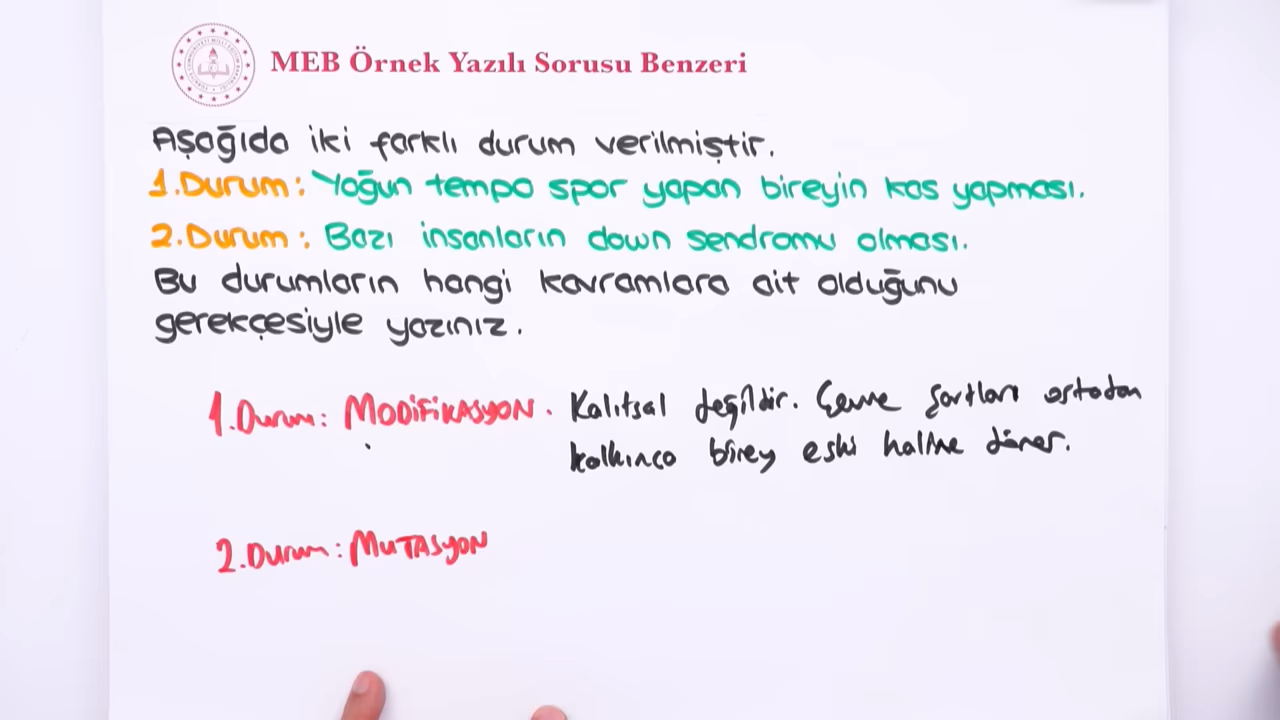 MEB Örnek Yazılı Sorusu Benzeri
Aşağıda iki farklı durum verilmiştir.
1.Durum: Yoğun tempo spor yapan bireyin kas yapması.
2.Durum: Bazı insanların down sendromu olması.
Bu durumların hangi kavramlara ait olduğunu
gerekçesiyle yazınız.
1.Durum: MODİFİKASYON. Kalıtsal değildir. Çevre şartları ortadan
kalkınca birey eski haline döner.
2.Durum: MUTASYON